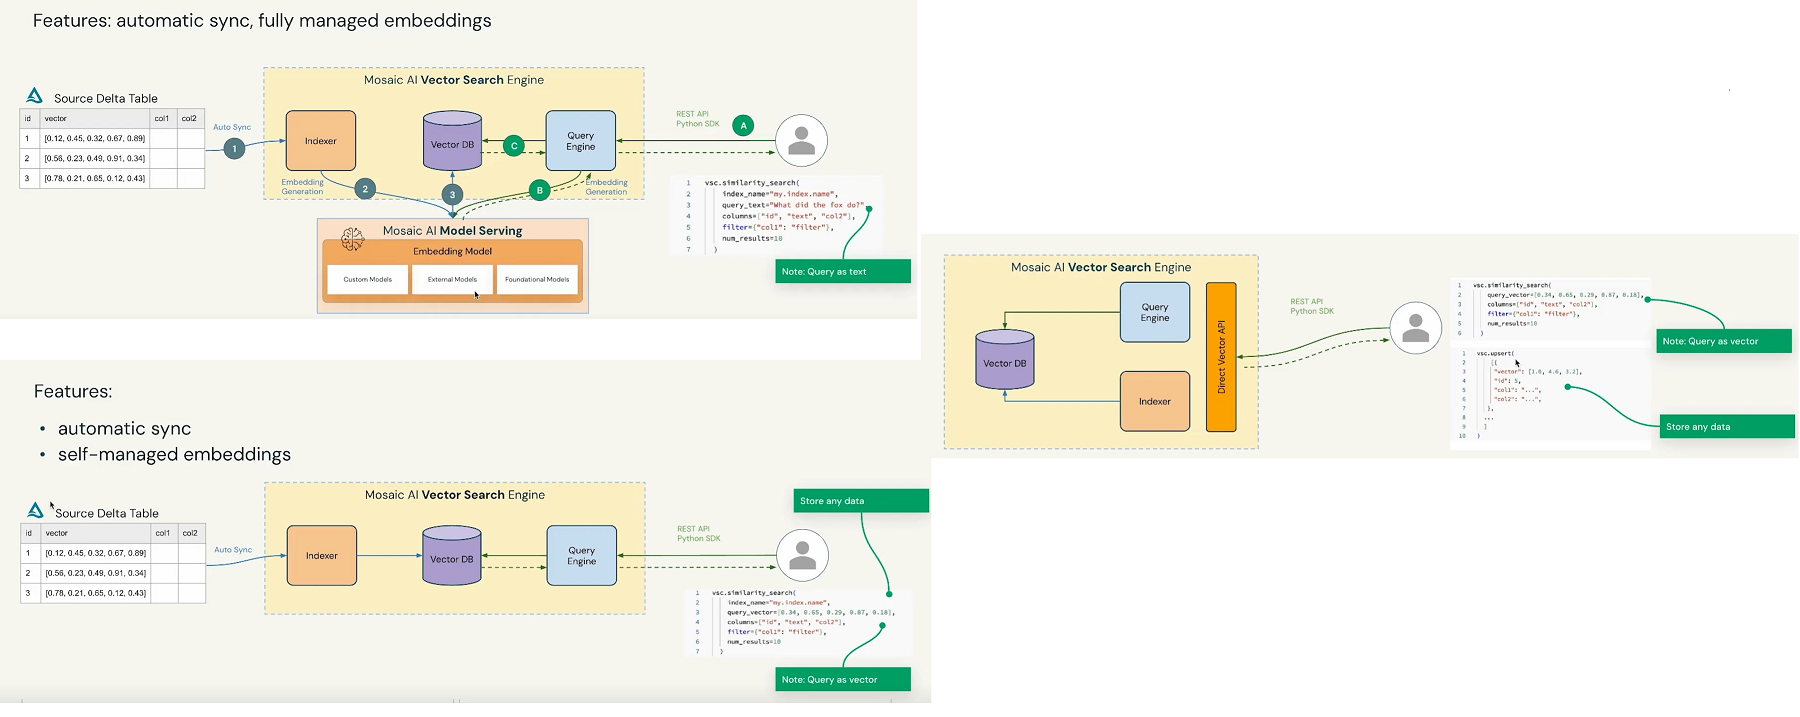 Features: automatic sync, fully managed embeddings
Mosaic AI Vector Search Engine
Source Delta Table
id vector col1 col2
1 [0.12, 0.45, 0.32, 0.67, 0.89]
2 [0.56, 0.23, 0.49, 0.91, 0.34]
3 [0.78, 0.21, 0.65, 0.12, 0.43]
Auto Sync
1
Indexer
Vector DB
C
Query
Engine
REST API
Python SDK
A
Embedding
Generation
2
3
B
Embedding
Generation
Mosaic AI Model Serving
Embedding Model
Custom Models
External Models
Foundational Models
1 vsc.similarity_search(
2 index_name="my.index.name",
3 query_text="What did the fox do?",
4 columns=["id", "text", "col2"],
5 filter={"col1": "filter"},
6 num_results=10
7 )
Note: Query as text
Features:
• automatic sync
• self-managed embeddings
Mosaic AI Vector Search Engine
Source Delta Table
id vector col1 col2
1 [0.12, 0.45, 0.32, 0.67, 0.89]
2 [0.56, 0.23, 0.49, 0.91, 0.34]
3 [0.78, 0.21, 0.65, 0.12, 0.43]
Auto Sync
Indexer
Vector DB
Query
Engine
REST API
Python SDK
Store any data
1 vsc.similarity_search(
2 index_name="my.index.name",
3 query_vector=[0.34, 0.65, 0.29, 0.87, 0.18],
4 columns=["id", "text", "col2"],
5 filter={"col1": "filter"},
6 num_results=10
7 )
Note: Query as vector
Mosaic AI Vector Search Engine
Query
Engine
Vector DB
Indexer
Direct Vector API
REST API
Python SDK
1 vsc.similarity_search(
2 query_vector=[0.34, 0.65, 0.29, 0.87, 0.18],
3 columns=["id", "text", "col2"],
4 filter={"col1": "filter"},
5 num_results=10
6 )
Note: Query as vector
1 vsc.upsert(
2 [{
3 "vector": [1.0, 4.6, 3.2],
4 "id": 5,
5 "col1": "...",
6 "col2": "...",
7 },
8 ...
9 ]
10 )
Store any data